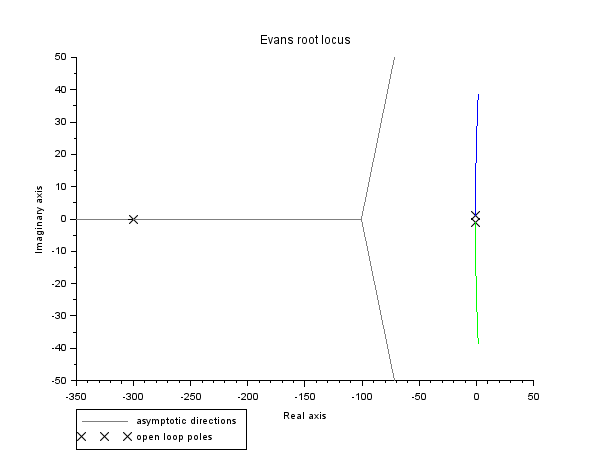 Evans root locus
50
40
30
20
10
0
-10
-20
-30
-40
-50
Imaginary axis
-350 -300 -250 -200 -150 -100 -50 0 50
Real axis
asymptotic directions
open loop poles